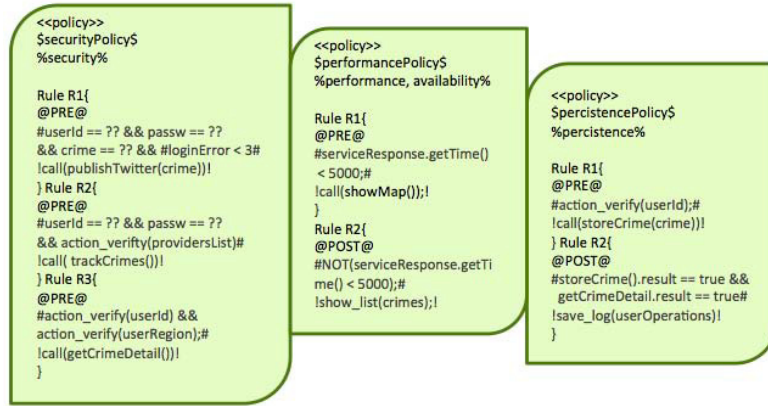 <<policy>>
$securityPolicy$
%security%
Rule R1{
@PRE@
#userId == ?? && passw == ??
&& crime == ?? && #loginError < 3#
!call(publishTwitter(crime))!
} Rule R2{
@PRE@
#userId == ?? && passw == ??
&& action_verifty(providersList)#
!call( trackCrimes())!
} Rule R3{
@PRE@
#action_verify(userId) &&
action_verify(userRegion);#
!call(getCrimeDetail())!
}
<<policy>>
$performancePolicy$
%performance, availability%
Rule R1{
@PRE@
#serviceResponse.getTime()
< 5000;#
!call(showMap());!
}
Rule R2{
@POST@
#NOT(serviceResponse.getTi
me() < 5000);#
!show_list(crimes);!
<<policy>>
$percistencePolicy$
%percistence%
Rule R1{
@PRE@
#action_verify(userId);#
!call(storeCrime(crime))!
} Rule R2{
@POST@
#storeCrime().result == true &&
getCrimeDetail.result == true#
!save_log(userOperations)!
}